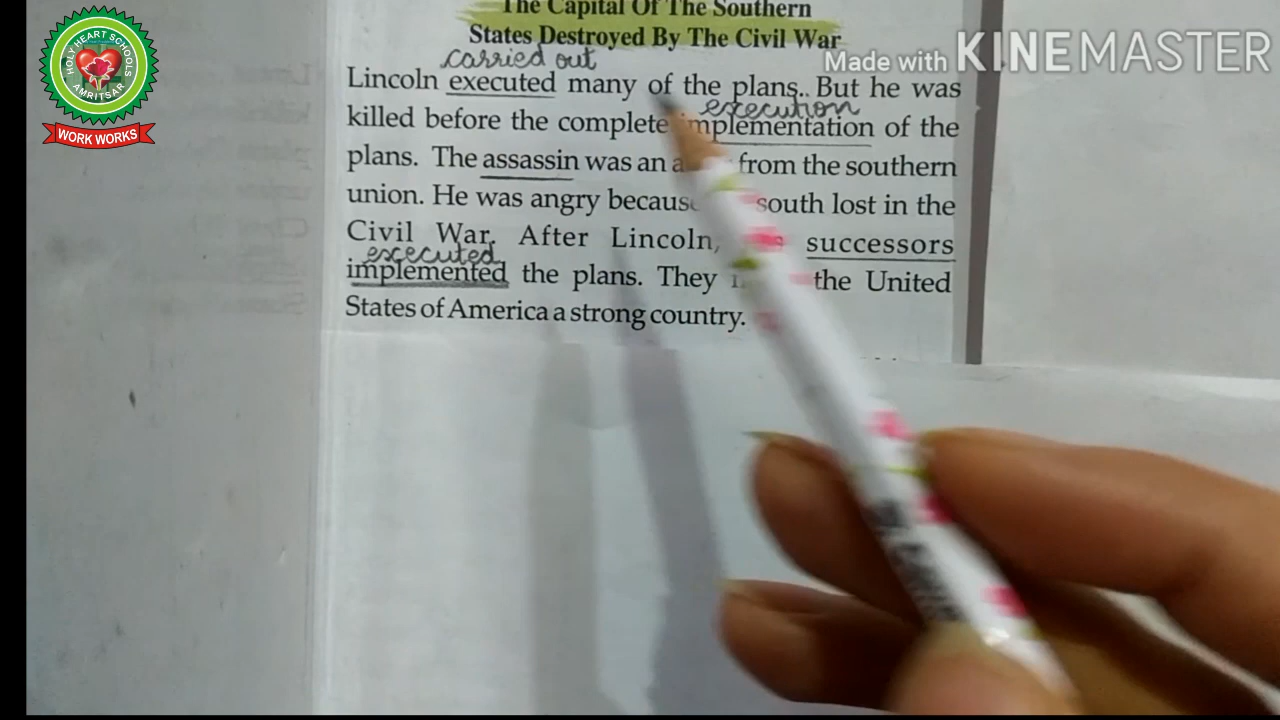 The Capital Of The Southern
States Destroyed By The Civil War
Made with KINEMASTER
HOLY HEART SCHOOLS
AMRITSAR
WORK WORKS
carried out
Lincoln executed many of the plans.. But he was
execution
killed before the complete implementation of the
plans. The assassin was an from the southern
union. He was angry because south lost in the
Civil War. After Lincoln, successors
executed
implemented the plans. They the United
States of America a strong country.